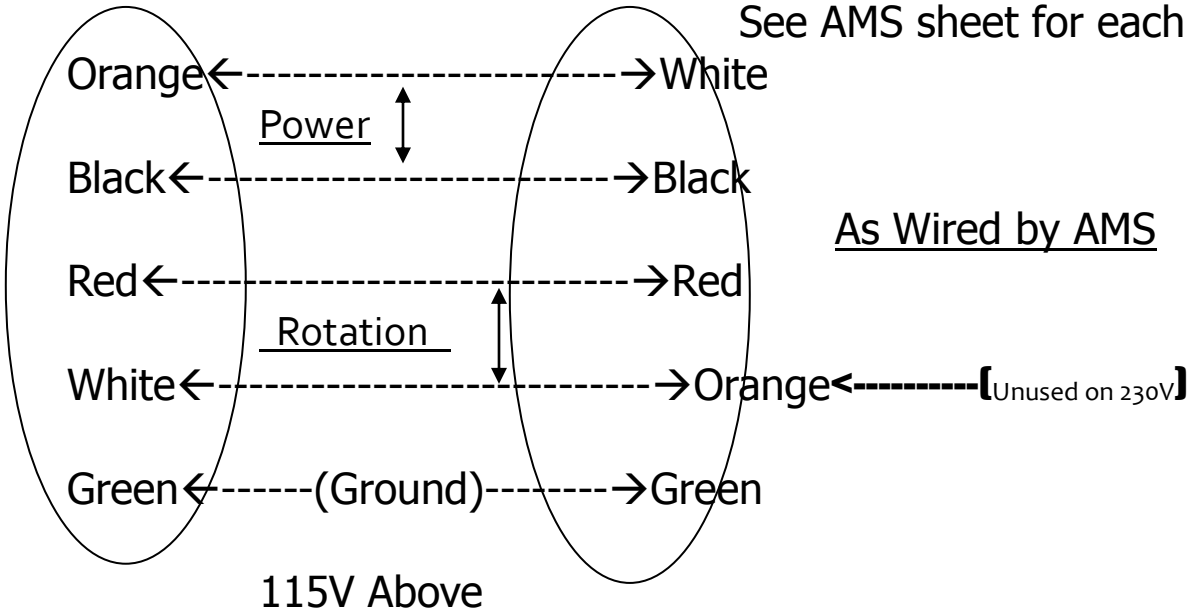 See AMS sheet for each
Orange←----------------------→White
Power
Black←------------------------→Black
As Wired by AMS
Red←----------------------------→Red
Rotation
White←--------------------------→Orange<----------(Unused on 230V)
Green←------(Ground)--------→Green
115V Above